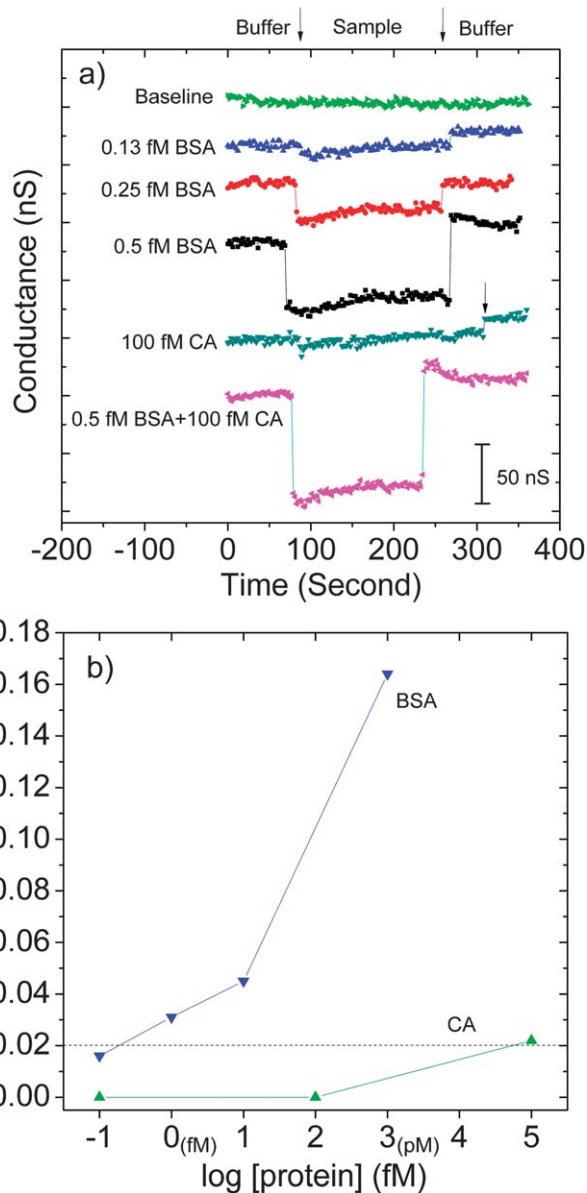 Buffer Sample Buffer
a)
Baseline
0.13 fM BSA
0.25 fM BSA
0.5 fM BSA
100 fM CA
0.5 fM BSA+100 fM CA
50 nS
Conductance (nS)
-200 -100 0 100 200 300 400
Time (Second)
b)
0.18
0.16
0.14
0.12
0.10
0.08
0.06
0.04
0.02
0.00
BSA
CA
-1 0(fM) 1 2 3(pM) 4 5
log [protein] (fM)